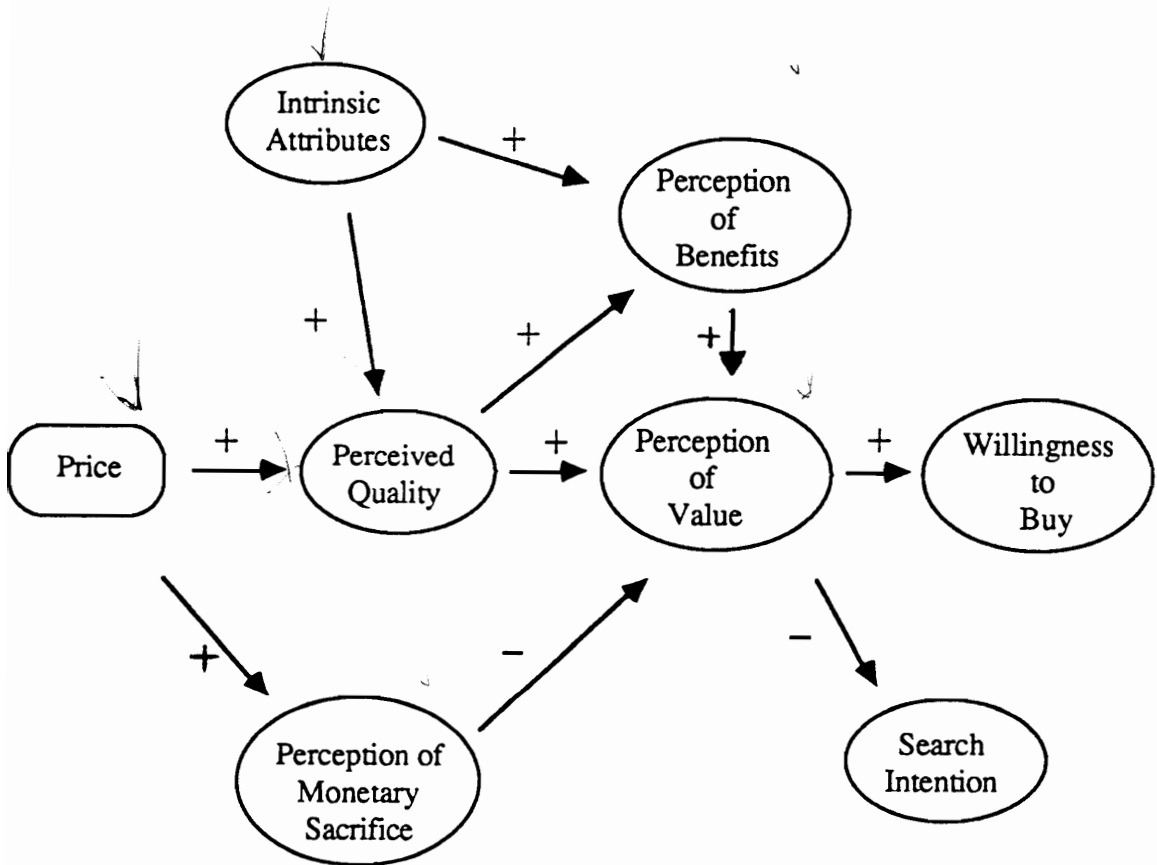 Intrinsic
Attributes
+
Perception
of
Benefits
+
+
+
Price
+
Perceived
Quality
+
Perception
of
Value
+
Willingness
to
Buy
+
-
-
Perception of
Monetary
Sacrifice
Search
Intention